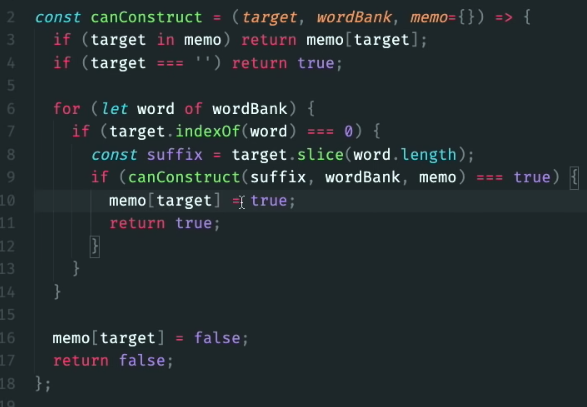 2 const canConstruct = (target, wordBank, memo={}) => {
3 if (target in memo) return memo[target];
4 if (target === '') return true;
5
6 for (let word of wordBank) {
7 if (target.indexOf(word) === 0) {
8 const suffix = target.slice(word.length);
9 if (canConstruct(suffix, wordBank, memo) === true) {
10 memo[target] = true;
11 return true;
12 }
13 }
14 }
15
16 memo[target] = false;
17 return false;
18 };
19